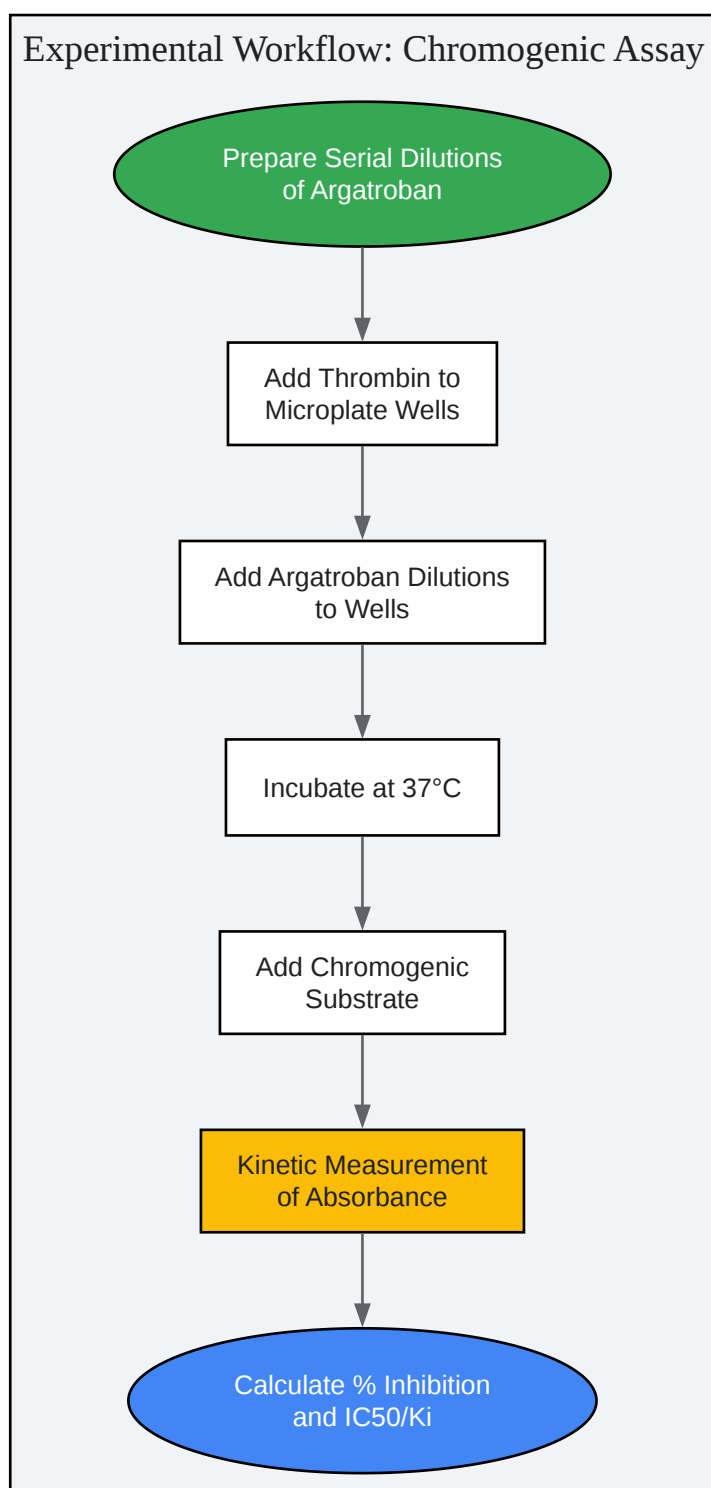 Experimental Workflow: Chromogenic Assay
Prepare Serial Dilutions
of Argatroban
Add Thrombin to
Microplate Wells
Add Argatroban Dilutions
to Wells
Incubate at 37°C
Add Chromogenic
Substrate
Kinetic Measurement
of Absorbance
Calculate % Inhibition
and IC50/Ki